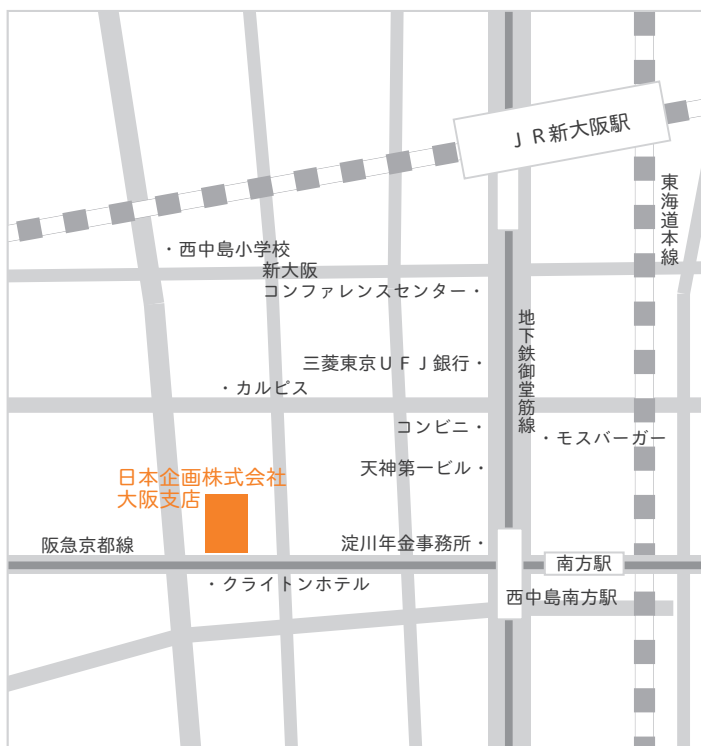 ＪＲ新大阪駅
東海道本線
・西中島小学校
新大阪
コンファレンスセンター・
地下鉄御堂筋線
三菱東京ＵＦＪ銀行・
・カルピス
コンビニ・
・モスバーガー
天神第一ビル・
日本企画株式会社
大阪支店
阪急京都線
淀川年金事務所・
南方駅
・クライトンホテル
西中島南方駅